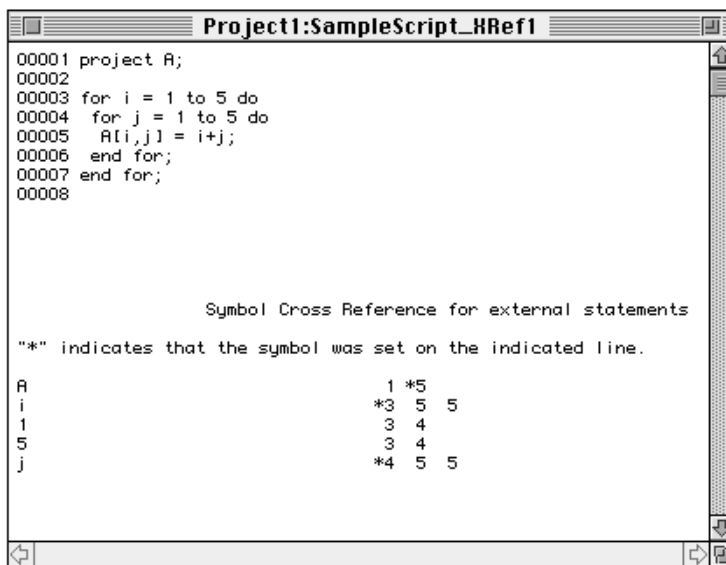 Project1:SampleScript_XRef1
00001 project A;
00002
00003 for i = 1 to 5 do
00004  for j = 1 to 5 do
00005   A[i,j] = i+j;
00006  end for;
00007 end for;
00008
Symbol Cross Reference for external statements
"*" indicates that the symbol was set on the indicated line.
A 1 *5
i *3 5 5
1 3 4
5 3 4
j *4 5 5